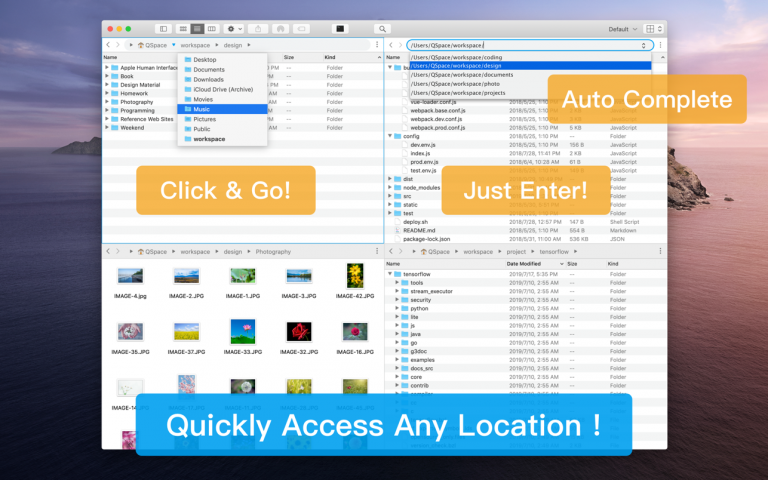 Default
QSpace workspace design
Name Size Kind
Apple Human Interfac PM -- Folder
Book PM -- Folder
Design Material PM -- Folder
Homework AM -- Folder
Photography AM -- Folder
Programming PM -- Folder
Reference Web Sites PM -- Folder
Weekend PM -- Folder
Desktop
Documents
Downloads
iCloud Drive (Archive)
Movies
Music
Pictures
Public
workspace
/Users/QSpace/workspace/
/Users/QSpace/workspace/coding
/Users/QSpace/workspace/design
/Users/QSpace/workspace/documents
/Users/QSpace/workspace/photo
/Users/QSpace/workspace/projects
Name
vue-loader.conf.js 2018/5/25, 1:10 PM
webpack.base.conf.js 2018/5/25, 1:10 PM
webpack.dev.conf.js 2018/5/25, 1:10 PM JavaScript
webpack.prod.conf.js 2018/5/25, 1:10 PM 5 KB JavaScript
config 2018/5/25, 1:10 PM -- Folder
dev.env.js 2018/5/25, 1:10 PM 156 B JavaScript
index.js 2018/7/28, 11:41 PM 2 KB JavaScript
prod.env.js 2018/6/4, 10:28 AM 61 B JavaScript
test.env.js JavaScript
dist Folder
node_modules Folder
src Folder
static Folder
test Folder
deploy.sh 2018/7/28, 12:57 PM 147 B Shell Script
README.md 2018/5/25, 1:10 PM 554 B Markdown
package-lock.json 2018/5/31, 11:00 AM 536 KB JSON
Auto Complete
Click & Go!
Just Enter!
QSpace workspace design Photography
IMAGE-4.jpg IMAGE-2.JPG IMAGE-1.JPG IMAGE-3.JPG IMAGE-42.JPG
IMAGE-35.JPG IMAGE-37.JPG IMAGE-33.JPG IMAGE-32.JPG IMAGE-16.JPG
QSpace workspace project tensorflow
Name Date Modified Size Kind
tensorflow 2019/7/17, 5:35 PM -- Folder
tools 2019/7/10, 2:55 AM -- Folder
stream_executor 2019/7/10, 2:55 AM -- Folder
security 2019/7/10, 2:55 AM -- Folder
python 2019/7/10, 2:55 AM -- Folder
lite 2019/7/10, 2:55 AM -- Folder
js 2019/7/10, 2:55 AM -- Folder
java 2019/7/10, 2:55 AM -- Folder
go 2019/7/10, 2:55 AM -- Folder
g3doc 2019/7/10, 2:55 AM -- Folder
examples 2019/7/10, 2:55 AM -- Folder
docs_src 2019/7/10, 2:55 AM -- Folder
core 2019/7/10, 2:55 AM -- Folder
contrib 2019/7/10, 2:55 AM -- Folder
Quickly Access Any Location !